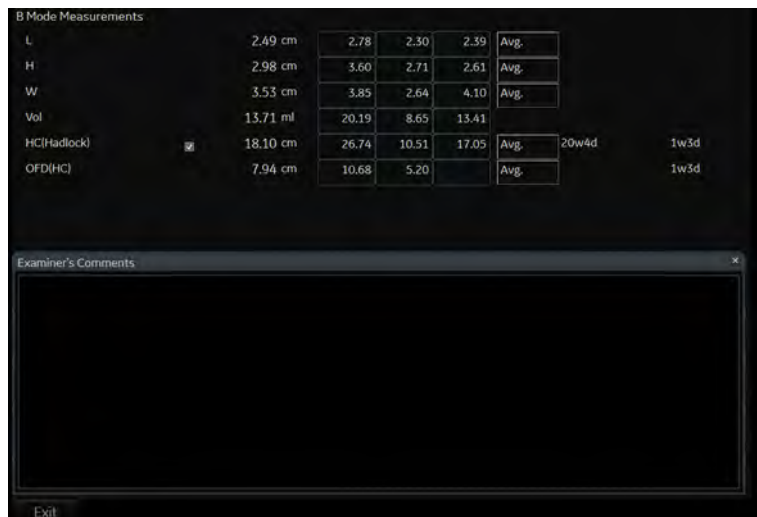 B Mode Measurements
L 2.49 cm 2.78 2.30 2.39 Avg.
H 2.98 cm 3.60 2.71 2.61 Avg.
W 3.53 cm 3.85 2.64 4.10 Avg.
Vol 13.71 ml 20.19 8.65 13.41
HC(Hadlock) 18.10 cm 26.74 10.51 17.05 Avg. 20w4d 1w3d
OFD(HC) 7.94 cm 10.68 5.20 Avg. 1w3d
Examiner's Comments
Exit